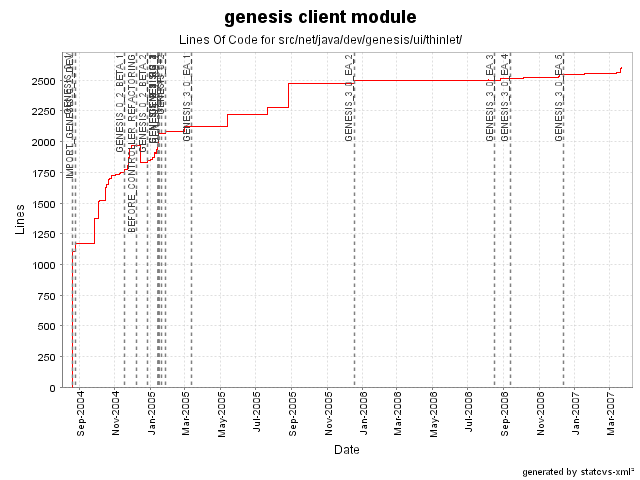 genesis client module
Lines Of Code for src/net/java/dev/genesis/ui/thinlet/
Lines
2500
2250
2000
1750
1500
1250
1000
750
500
250
0
GENESIS_0_2_BETA_1
BEFORE_CONTROLLER_REFACTORING
GENESIS_0_2_BETA_2
GENESIS_3_0_EA_1
GENESIS_3_0_EA_2
GENESIS_3_0_EA_3
GENESIS_3_0_EA_4
GENESIS_3_0_EA_5
Sep-2004
Nov-2004
Jan-2005
Mar-2005
May-2005
Jul-2005
Sep-2005
Nov-2005
Jan-2006
Mar-2006
May-2006
Jul-2006
Sep-2006
Nov-2006
Jan-2007
Mar-2007
Date
generated by statcvs-xml²